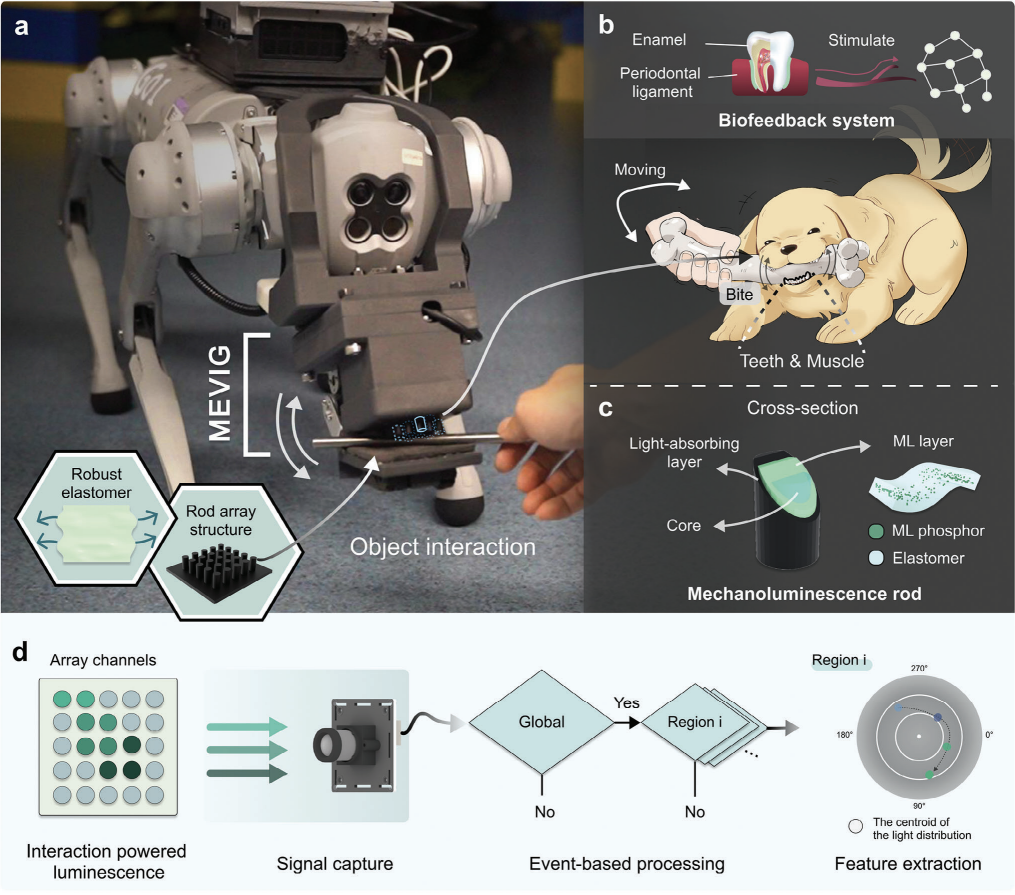 a
MEVIG
Robust
elastomer
Rod array
structure
Object interaction
b
Enamel
Periodontal
ligament
Stimulate
Biofeedback system
Moving
Bite
Teeth & Muscle
c
Cross-section
Light-absorbing
layer
ML layer
Core
ML phosphor
Elastomer
Mechanoluminescence rod
d
Array channels
Interaction powered
luminescence
Signal capture
Global
Yes
Region i
...
No
No
Event-based processing
Region i
270°
180°
0°
90°
The centroid of
the light distribution
Feature extraction